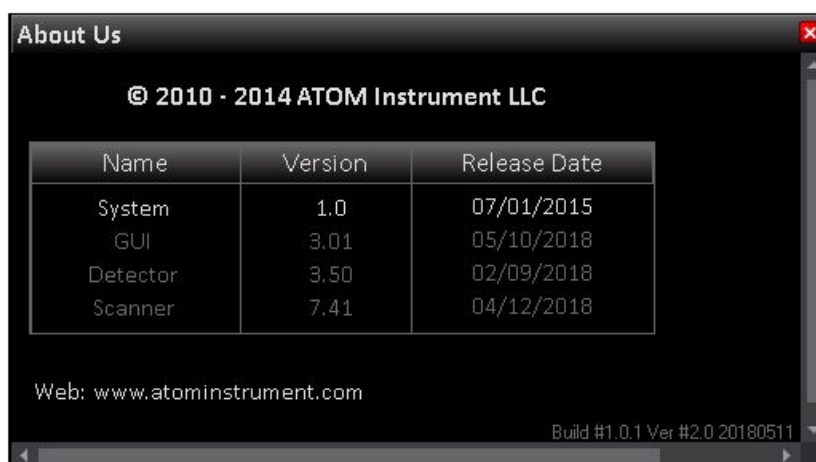 About Us
© 2010 - 2014 ATOM Instrument LLC
Name Version Release Date
System 1.0 07/01/2015
GUI 3.01 05/10/2018
Detector 3.50 02/09/2018
Scanner 7.41 04/12/2018
Web: www.atominstrument.com
Build #1.0.1 Ver #2.0 20180511